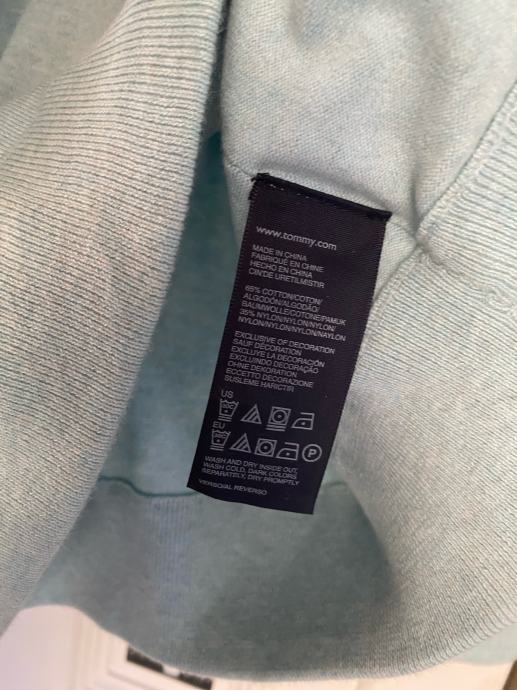 www.tommy.com
MADE IN CHINA
FABRIQUÉ EN CHINE
HECHO EN CHINA
CIN'DE URETILMISTIR
65% COTTON/COTON/
ALGODÓN/ALGODÃO/
BAUMWOLLE/COTONE/PAMUK
35% NYLON/NYLON/NYLON/
NYLON/NYLON/NYLON/NAYLON
EXCLUSIVE OF DECORATION
SAUF DÉCORATION
EXCLUYE LA DECORACIÓN
EXCLUINDO DECORAÇÃO
OHNE DEKORATION
ECCETTO DECORAZIONE
SUSLEME HARICTIR
US
EU
P
WASH AND DRY INSIDE OUT,
WASH COLD, DARK COLORS
SEPARATELY, DRY PROMPTLY
VERSO/AL REVERSO